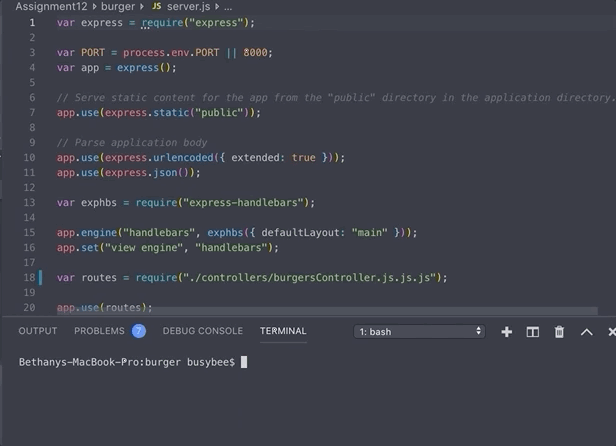 Assignment12 > burger > JS server.js > ...
1 var express = require("express");
2
3 var PORT = process.env.PORT || 8000;
4 var app = express();
5
6 // Serve static content for the app from the "public" directory in the application directory.
7 app.use(express.static("public"));
8
9 // Parse application body
10 app.use(express.urlencoded({ extended: true }));
11 app.use(express.json());
12
13 var exphbs = require("express-handlebars");
14
15 app.engine("handlebars", exphbs({ defaultLayout: "main" }));
16 app.set("view engine", "handlebars");
17
18 var routes = require("./controllers/burgersController.js.js.js");
19
20 app.use(routes);
OUTPUT PROBLEMS 7 DEBUG CONSOLE TERMINAL 1: bash
Bethanys-MacBook-Pro:burger busybee$